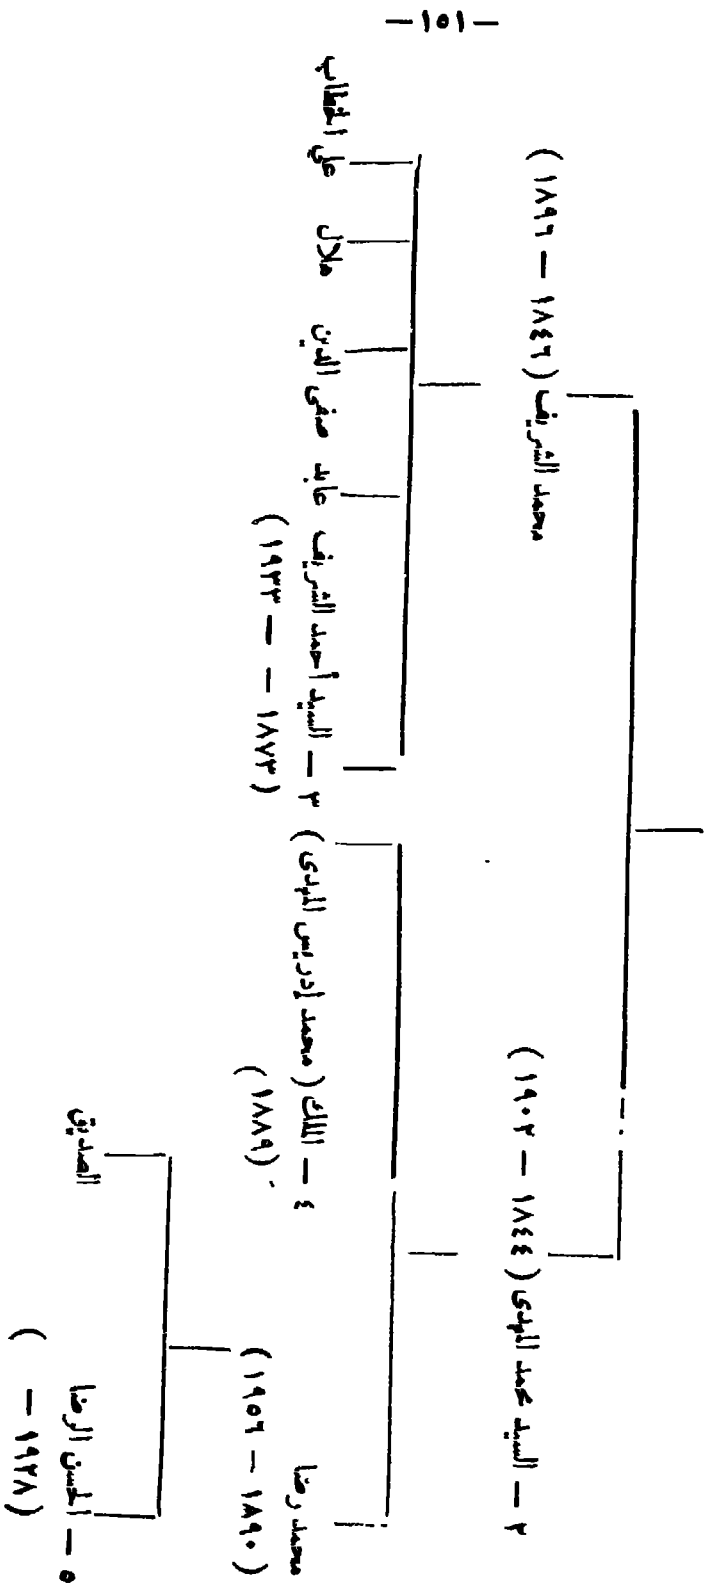 — ١٥١ —
٢ — السيد محمد المهدى ( ١٨٤٤ — ١٩٠٢ )
محمد الشريف ( ١٨٤٦ — ١٨٩٦ )
محمد رضا
( ١٨٩٠ — ١٩٥٦ )
٤ — الملك ( محمد إدريس المهدى )
( ١٨٨٩ )
٣ — السيد أحمد الشريف
( ١٨٧٣ — — ١٩٣٣ )
عابد
صفى الدين
هلال
علي الخطاب
٥ — الحسن الرضا
( ١٩٢٨ — )
الصديق